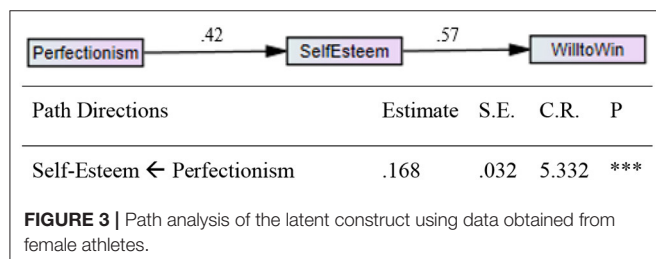 .42 .57
Perfectionism SelfEsteem WilltoWin
Path Directions Estimate S.E. C.R. P
Self-Esteem ← Perfectionism .168 .032 5.332 ***
FIGURE 3 | Path analysis of the latent construct using data obtained from
female athletes.